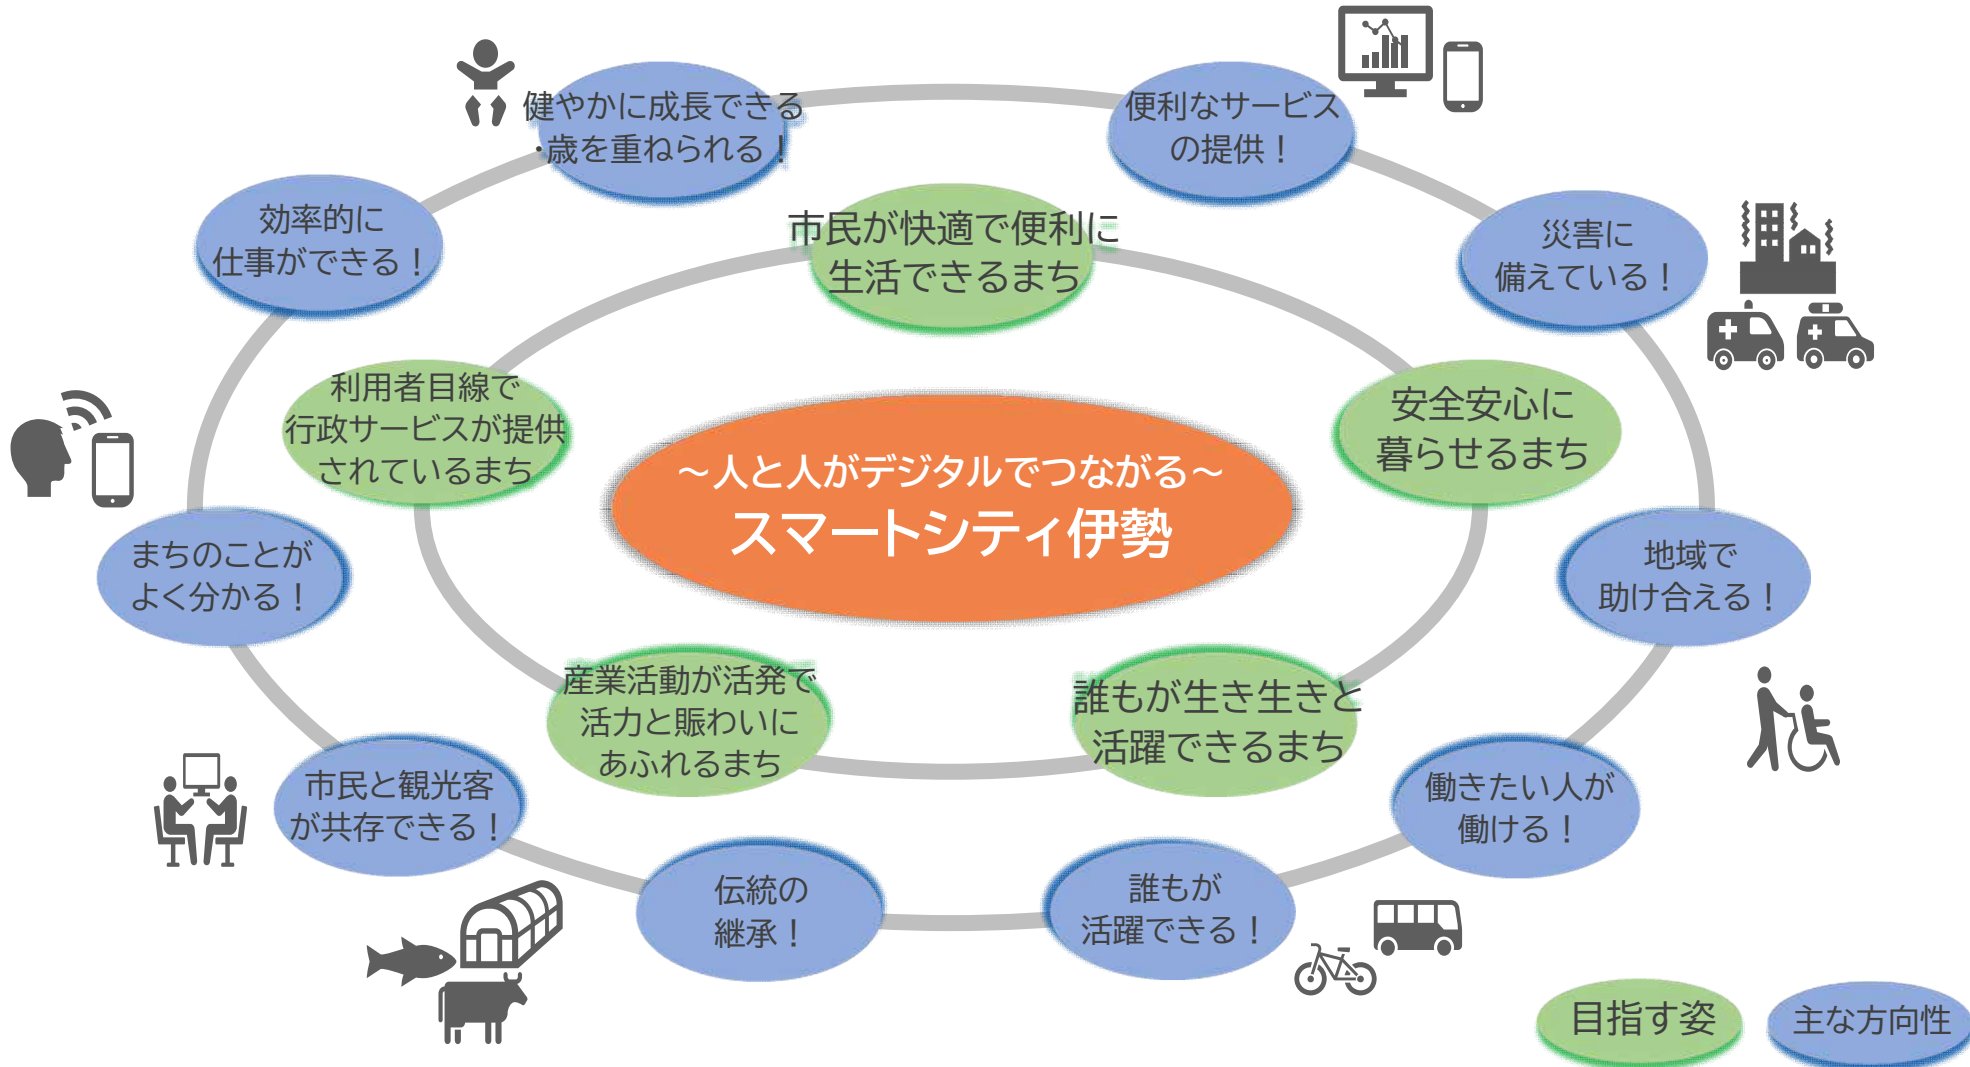 健やかに成長できる
・歳を重ねられる！
便利なサービス
の提供！
効率的に
仕事ができる！
市民が快適で便利に
生活できるまち
災害に
備えている！
利用者目線で
行政サービスが提供
されているまち
安全安心に
暮らせるまち
～人と人がデジタルでつながる～
スマートシティ伊勢
まちのことが
よく分かる！
地域で
助け合える！
産業活動が活発で
活力と賑わいに
あふれるまち
誰もが生き生きと
活躍できるまち
市民と観光客
が共存できる！
働きたい人が
働ける！
伝統の
継承！
誰もが
活躍できる！
目指す姿
主な方向性